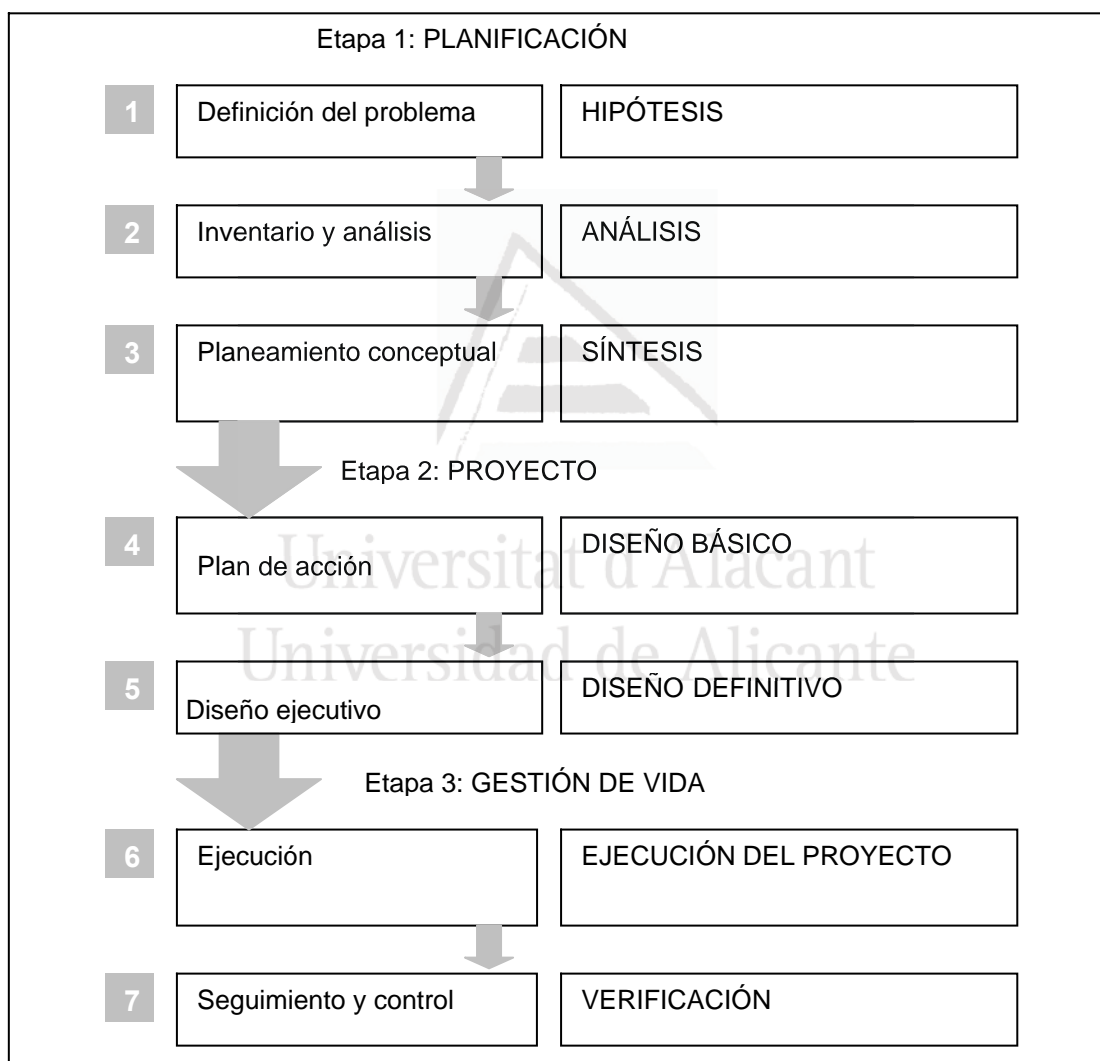 Etapa 1: PLANIFICACIÓN
1 Definición del problema HIPÓTESIS
2 Inventario y análisis ANÁLISIS
3 Planeamiento conceptual SÍNTESIS
Etapa 2: PROYECTO
4 Plan de acción DISEÑO BÁSICO
Universitat d'Alacant
Universidad de Alicante
5 Diseño ejecutivo DISEÑO DEFINITIVO
Etapa 3: GESTIÓN DE VIDA
6 Ejecución EJECUCIÓN DEL PROYECTO
7 Seguimiento y control VERIFICACIÓN